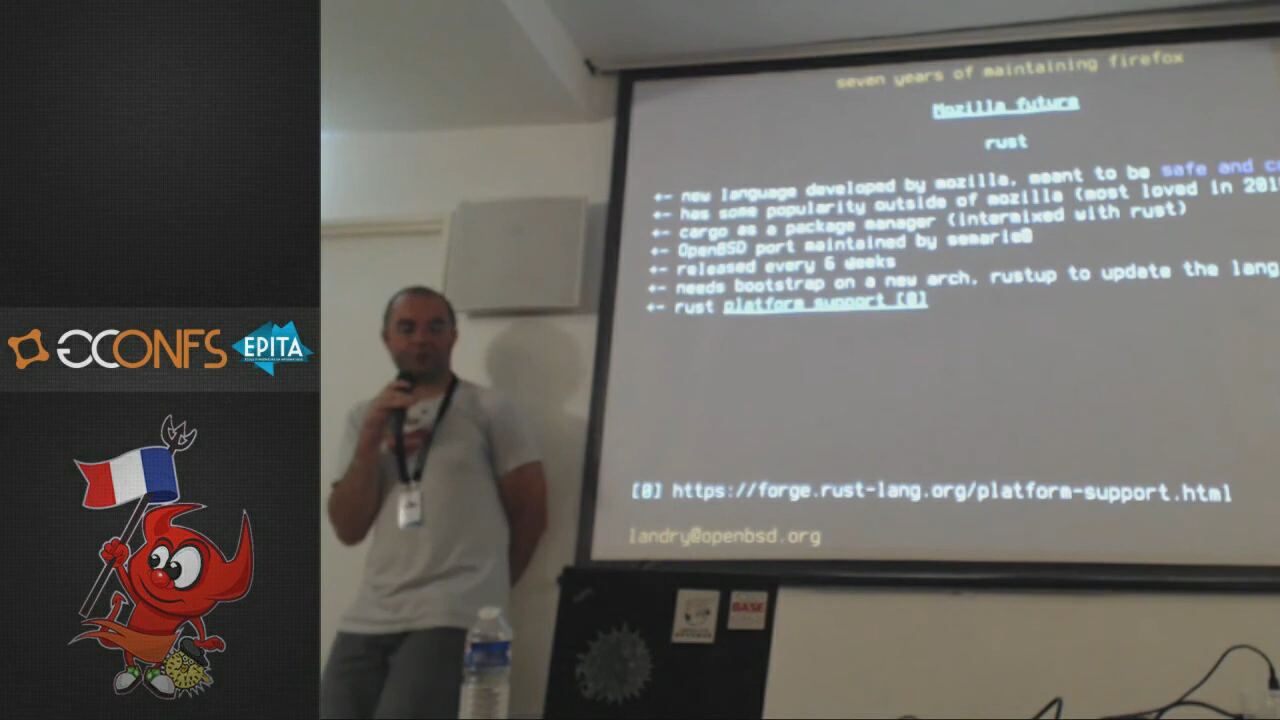 seven years of maintaining firefox
Mozilla future
rust
+- new language developed by mozilla, meant to be safe and co
+- has some popularity outside of mozilla (most loved in 201
+- cargo as a package manager (intermixed with rust)
+- OpenBSD port maintained by semarie@
+- released every 6 weeks
+- needs bootstrap on a new arch, rustup to update the lang
+- rust platform support [0]
GCONFS
EPITA
[0] https://forge.rust-lang.org/platform-support.html
landry@openbsd.org
BASE